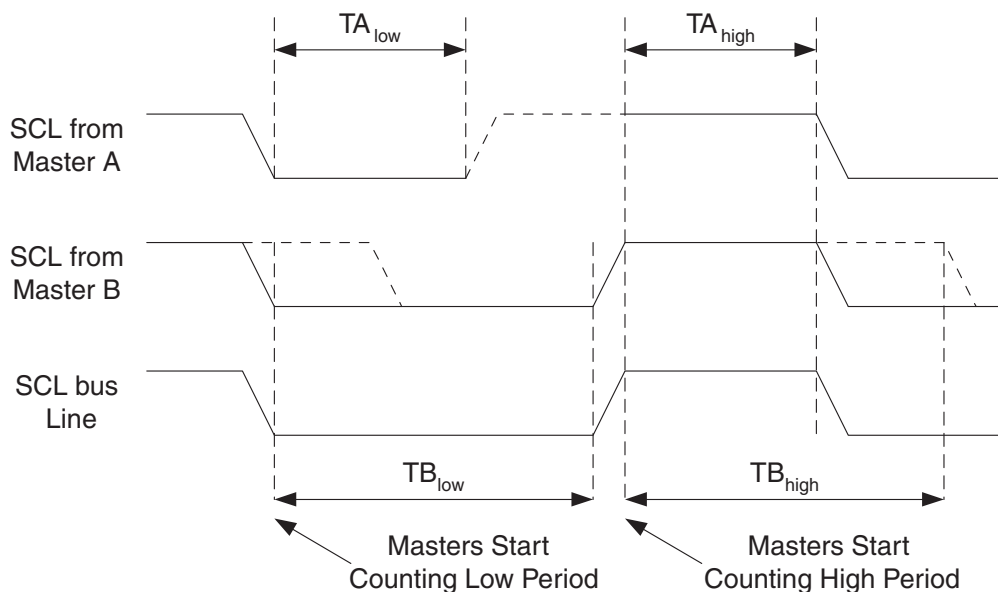 TA low
TA high
SCL from
Master A
SCL from
Master B
SCL bus
Line
TB low
TB high
Masters Start
Counting Low Period
Masters Start
Counting High Period